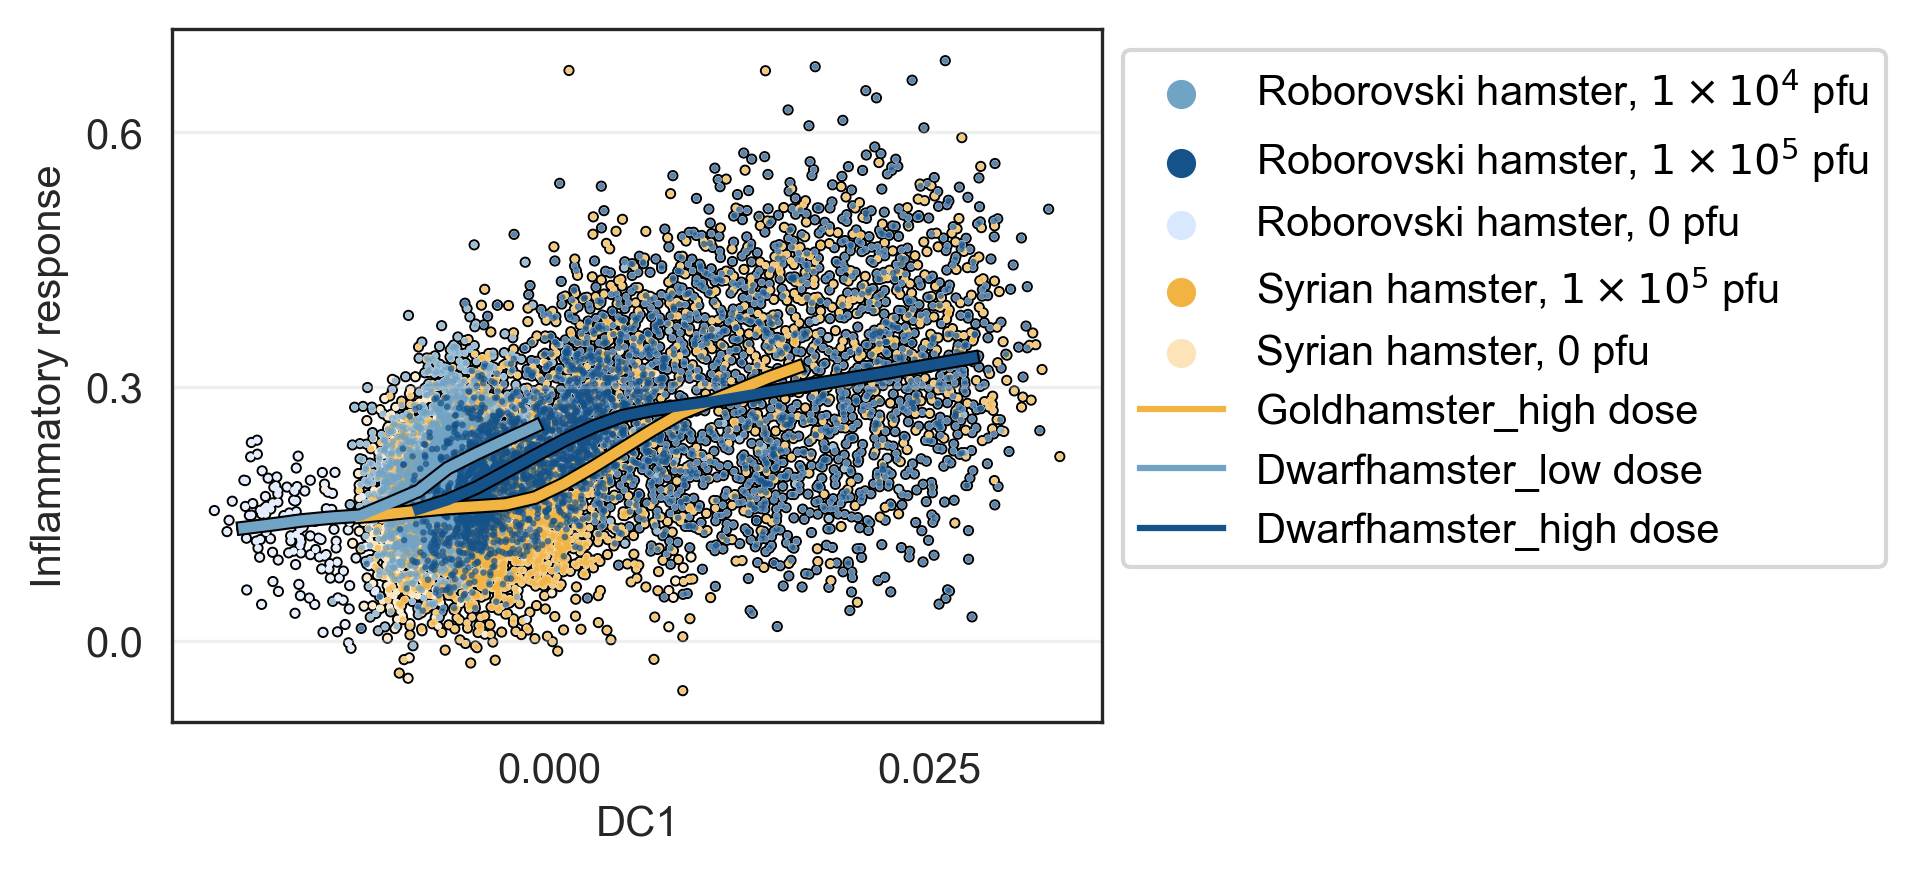 Inflammatory response
0.6
0.3
0.0
0.000
0.025
DC1
Roborovski hamster, 1 × 10⁴ pfu
Roborovski hamster, 1 × 10⁵ pfu
Roborovski hamster, 0 pfu
Syrian hamster, 1 × 10⁵ pfu
Syrian hamster, 0 pfu
Goldhamster_high dose
Dwarfhamster_low dose
Dwarfhamster_high dose